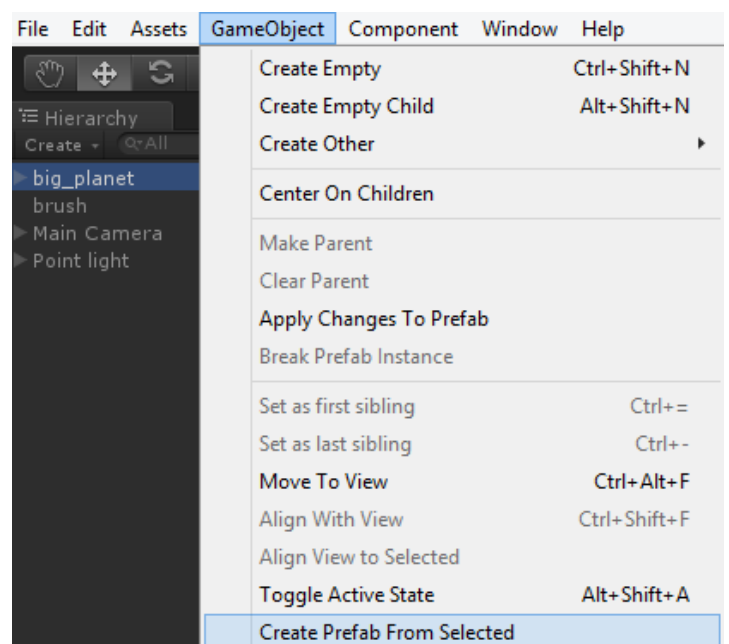 File Edit Assets GameObject Component Window Help
Hierarchy
Create All
big_planet
brush
Main Camera
Point light
Create Empty Ctrl+Shift+N
Create Empty Child Alt+Shift+N
Create Other
Center On Children
Make Parent
Clear Parent
Apply Changes To Prefab
Break Prefab Instance
Set as first sibling Ctrl+=
Set as last sibling Ctrl+-
Move To View Ctrl+Alt+F
Align With View Ctrl+Shift+F
Align View to Selected
Toggle Active State Alt+Shift+A
Create Prefab From Selected